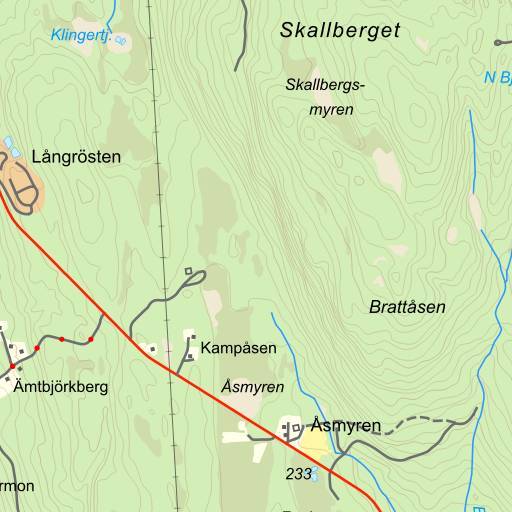 Skallberget
Klingertj.
N Bj
Skallbergs-
myren
Långrösten
Brattåsen
Kampåsen
Åsmyren
Ämtbjörkberg
Åsmyren
233
rmon